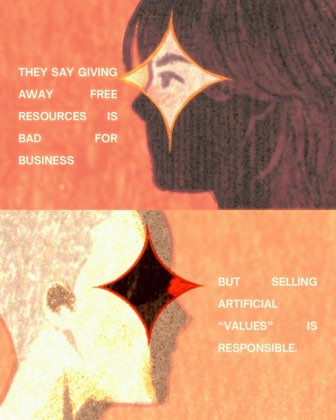 THEY SAY GIVING
AWAY FREE
RESOURCES IS
BAD FOR
BUSINESS
BUT SELLING
ARTIFICIAL
“VALUES” IS
RESPONSIBLE.